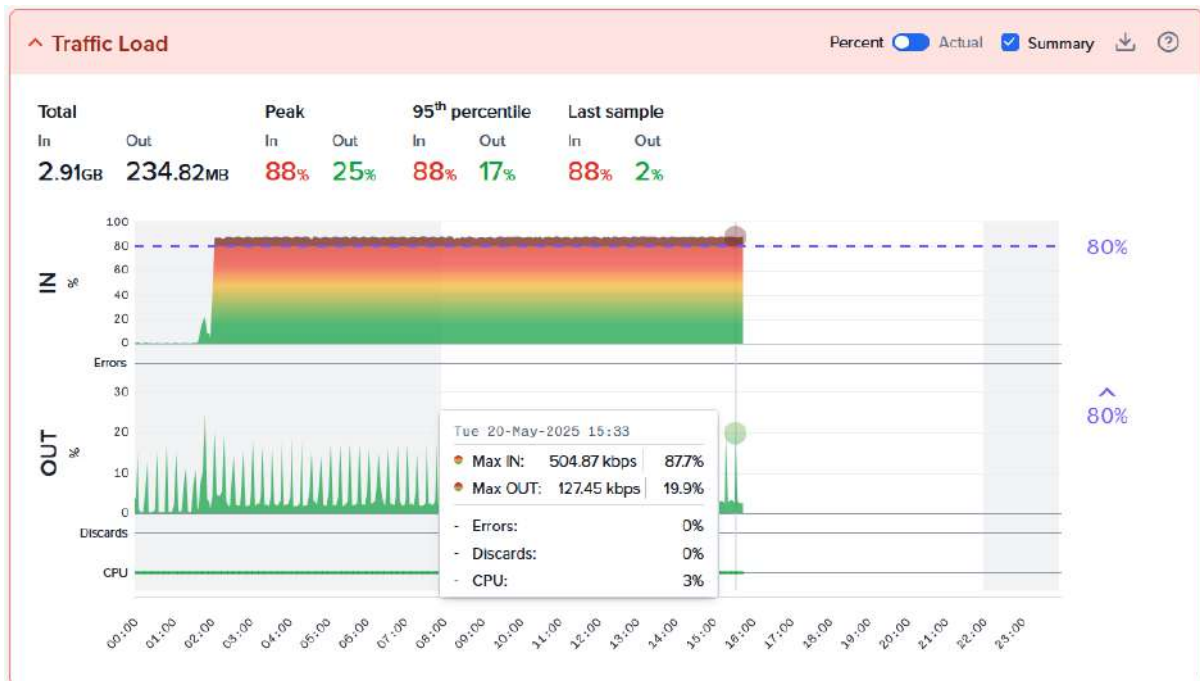 Traffic Load Percent Actual Summary
Total Peak 95th percentile Last sample
In Out In Out In Out In Out
2.91GB 234.82MB 88% 25% 88% 17% 88% 2%
100
80 80%
60
IN %
40
20
0
Errors
30
80%
20
OUT %
10
0
Discards
CPU
Tue 20-May-2025 15:33
Max IN: 504.87 kbps 87.7%
Max OUT: 127.45 kbps 19.9%
- Errors: 0%
- Discards: 0%
- CPU: 3%
00:00 01:00 02:00 03:00 04:00 05:00 06:00 07:00 08:00 09:00 10:00 11:00 12:00 13:00 14:00 15:00 16:00 17:00 18:00 19:00 20:00 21:00 22:00 23:00